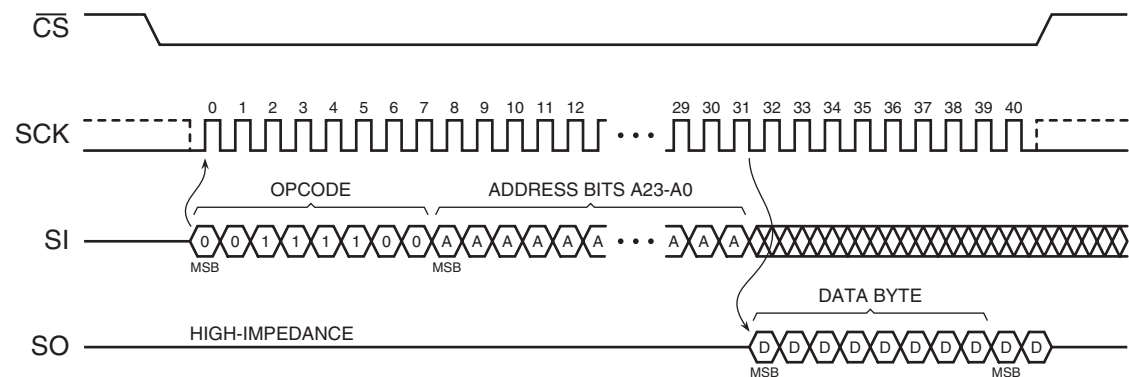 CS
0 1 2 3 4 5 6 7 8 9 10 11 12 29 30 31 32 33 34 35 36 37 38 39 40
SCK
OPCODE ADDRESS BITS A23-A0
SI 0 0 1 1 1 1 0 0 A A A A A A A A A
MSB MSB
DATA BYTE
HIGH-IMPEDANCE
SO D D D D D D D D D D
MSB MSB